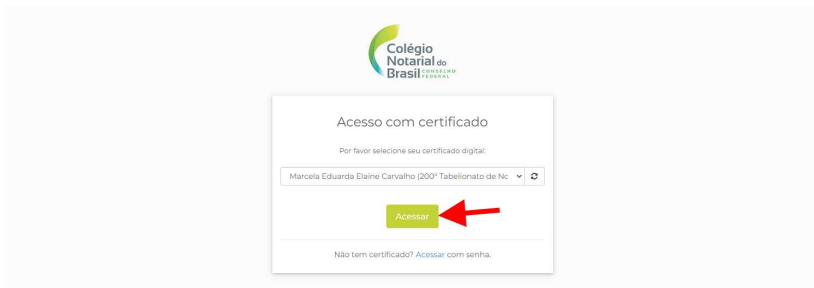 Colégio
Notarial do
Brasil CONSELHO
FEDERAL
Acesso com certificado
Por favor selecione seu certificado digital:
Marcela Eduarda Elaine Carvalho (200º Tabelionato de Nc
Acessar
Não tem certificado? Acessar com senha.